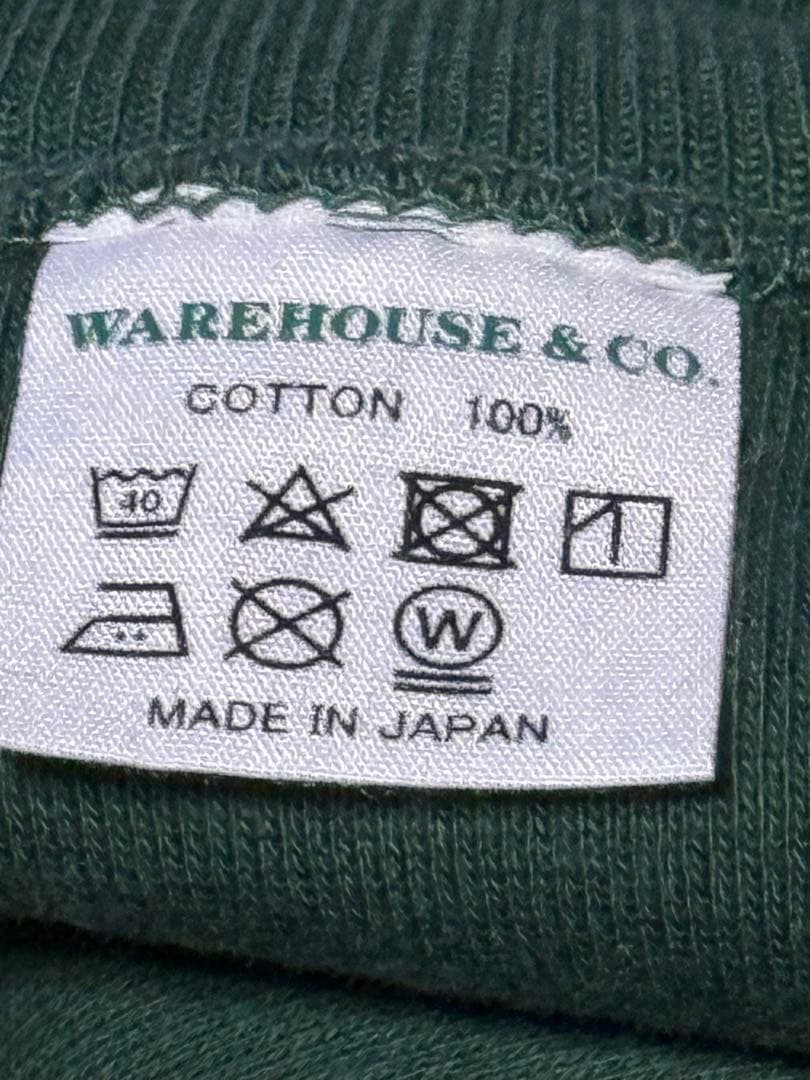 WAREHOUSE & CO.
COTTON 100%
40
W
MADE IN JAPAN